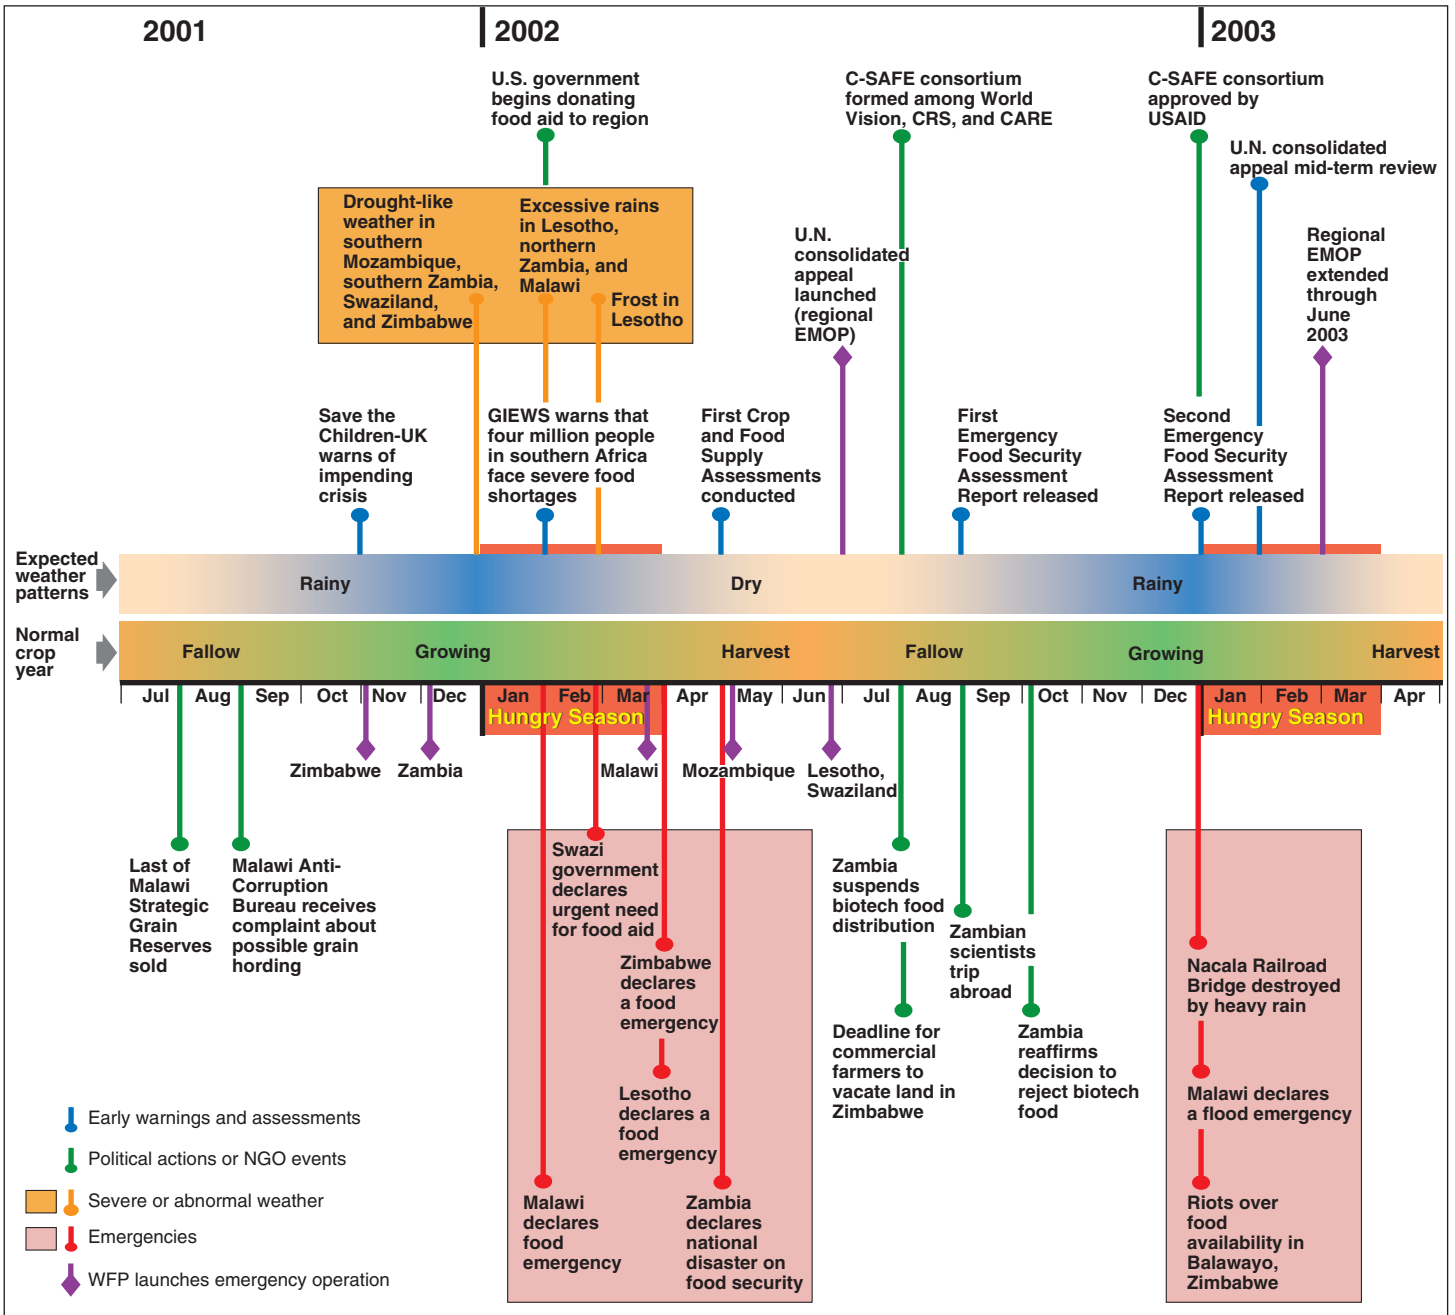 2001
2002
2003
U.S. government
begins donating
food aid to region
C-SAFE consortium
formed among World
Vision, CRS, and CARE
C-SAFE consortium
approved by
USAID
U.N. consolidated
appeal mid-term review
Drought-like
weather in
southern
Mozambique,
southern Zambia,
Swaziland,
and Zimbabwe
Excessive rains
in Lesotho,
northern
Zambia, and
Malawi
Frost in
Lesotho
U.N.
consolidated
appeal
launched
(regional
EMOP)
Regional
EMOP
extended
through
June
2003
Save the
Children-UK
warns of
impending
crisis
GIEWS warns that
four million people
in southern Africa
face severe food
shortages
First Crop
and Food
Supply
Assessments
conducted
First
Emergency
Food Security
Assessment
Report released
Second
Emergency
Food Security
Assessment
Report released
Expected
weather
patterns
Rainy
Dry
Rainy
Normal
crop
year
Fallow
Growing
Harvest
Fallow
Growing
Harvest
Jul Aug Sep Oct Nov Dec Jan Feb Mar Apr May Jun Jul Aug Sep Oct Nov Dec Jan Feb Mar Apr
Hungry Season
Hungry Season
Zimbabwe
Zambia
Malawi
Mozambique
Lesotho,
Swaziland
Last of
Malawi
Strategic
Grain
Reserves
sold
Malawi Anti-
Corruption
Bureau receives
complaint about
possible grain
hording
Swazi
government
declares
urgent need
for food aid
Zimbabwe
declares
a food
emergency
Lesotho
declares a
food
emergency
Malawi
declares
food
emergency
Zambia
declares
national
disaster on
food security
Zambia
suspends
biotech food
distribution
Zambian
scientists
trip
abroad
Deadline for
commercial
farmers to
vacate land in
Zimbabwe
Zambia
reaffirms
decision to
reject biotech
food
Nacala Railroad
Bridge destroyed
by heavy rain
Malawi declares
a flood emergency
Riots over
food
availability in
Balawayo,
Zimbabwe
Early warnings and assessments
Political actions or NGO events
Severe or abnormal weather
Emergencies
WFP launches emergency operation